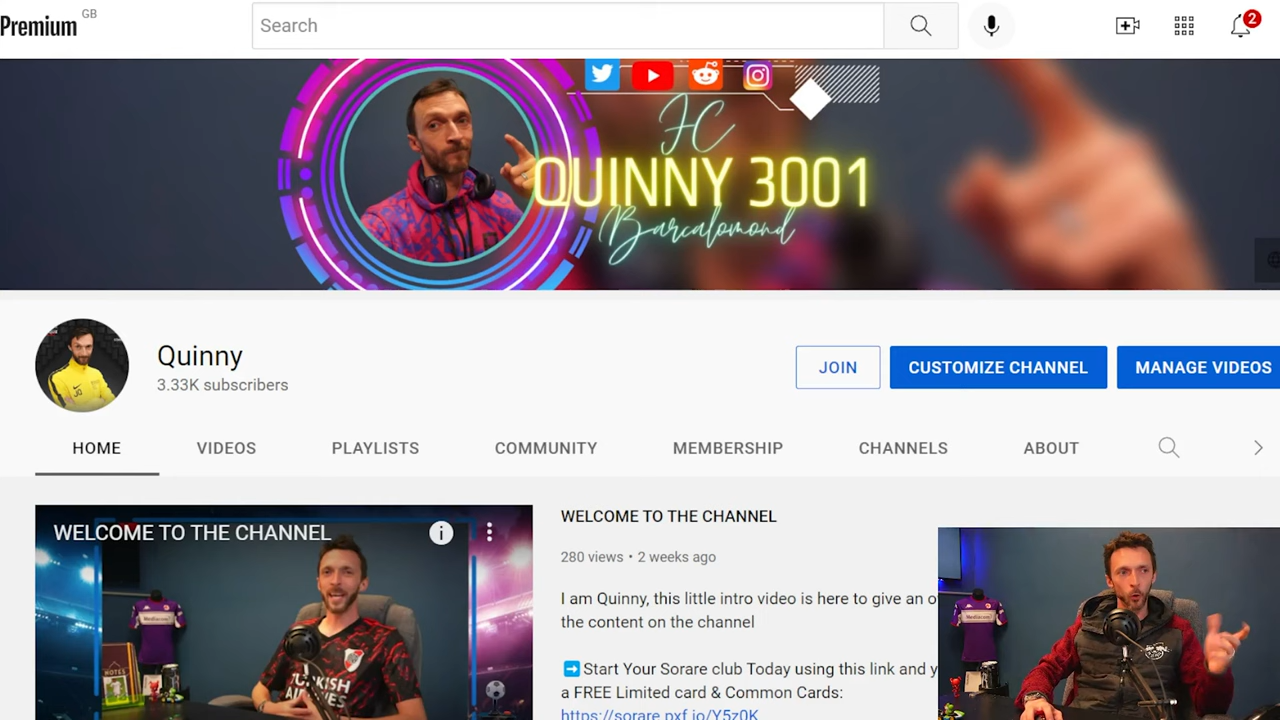 Premium GB
Search
2
JC
QUINNY 3001
Barcalomond
Quinny
3.33K subscribers
JOIN
CUSTOMIZE CHANNEL
MANAGE VIDEOS
HOME
VIDEOS
PLAYLISTS
COMMUNITY
MEMBERSHIP
CHANNELS
ABOUT
WELCOME TO THE CHANNEL
TURKISH
AIRLINES
NOTES
WELCOME TO THE CHANNEL
280 views • 2 weeks ago
I am Quinny, this little intro video is here to give an o
the content on the channel
➡️Start Your Sorare club Today using this link and y
a FREE Limited card & Common Cards:
https://sorare.pxf.io/Y5z0K